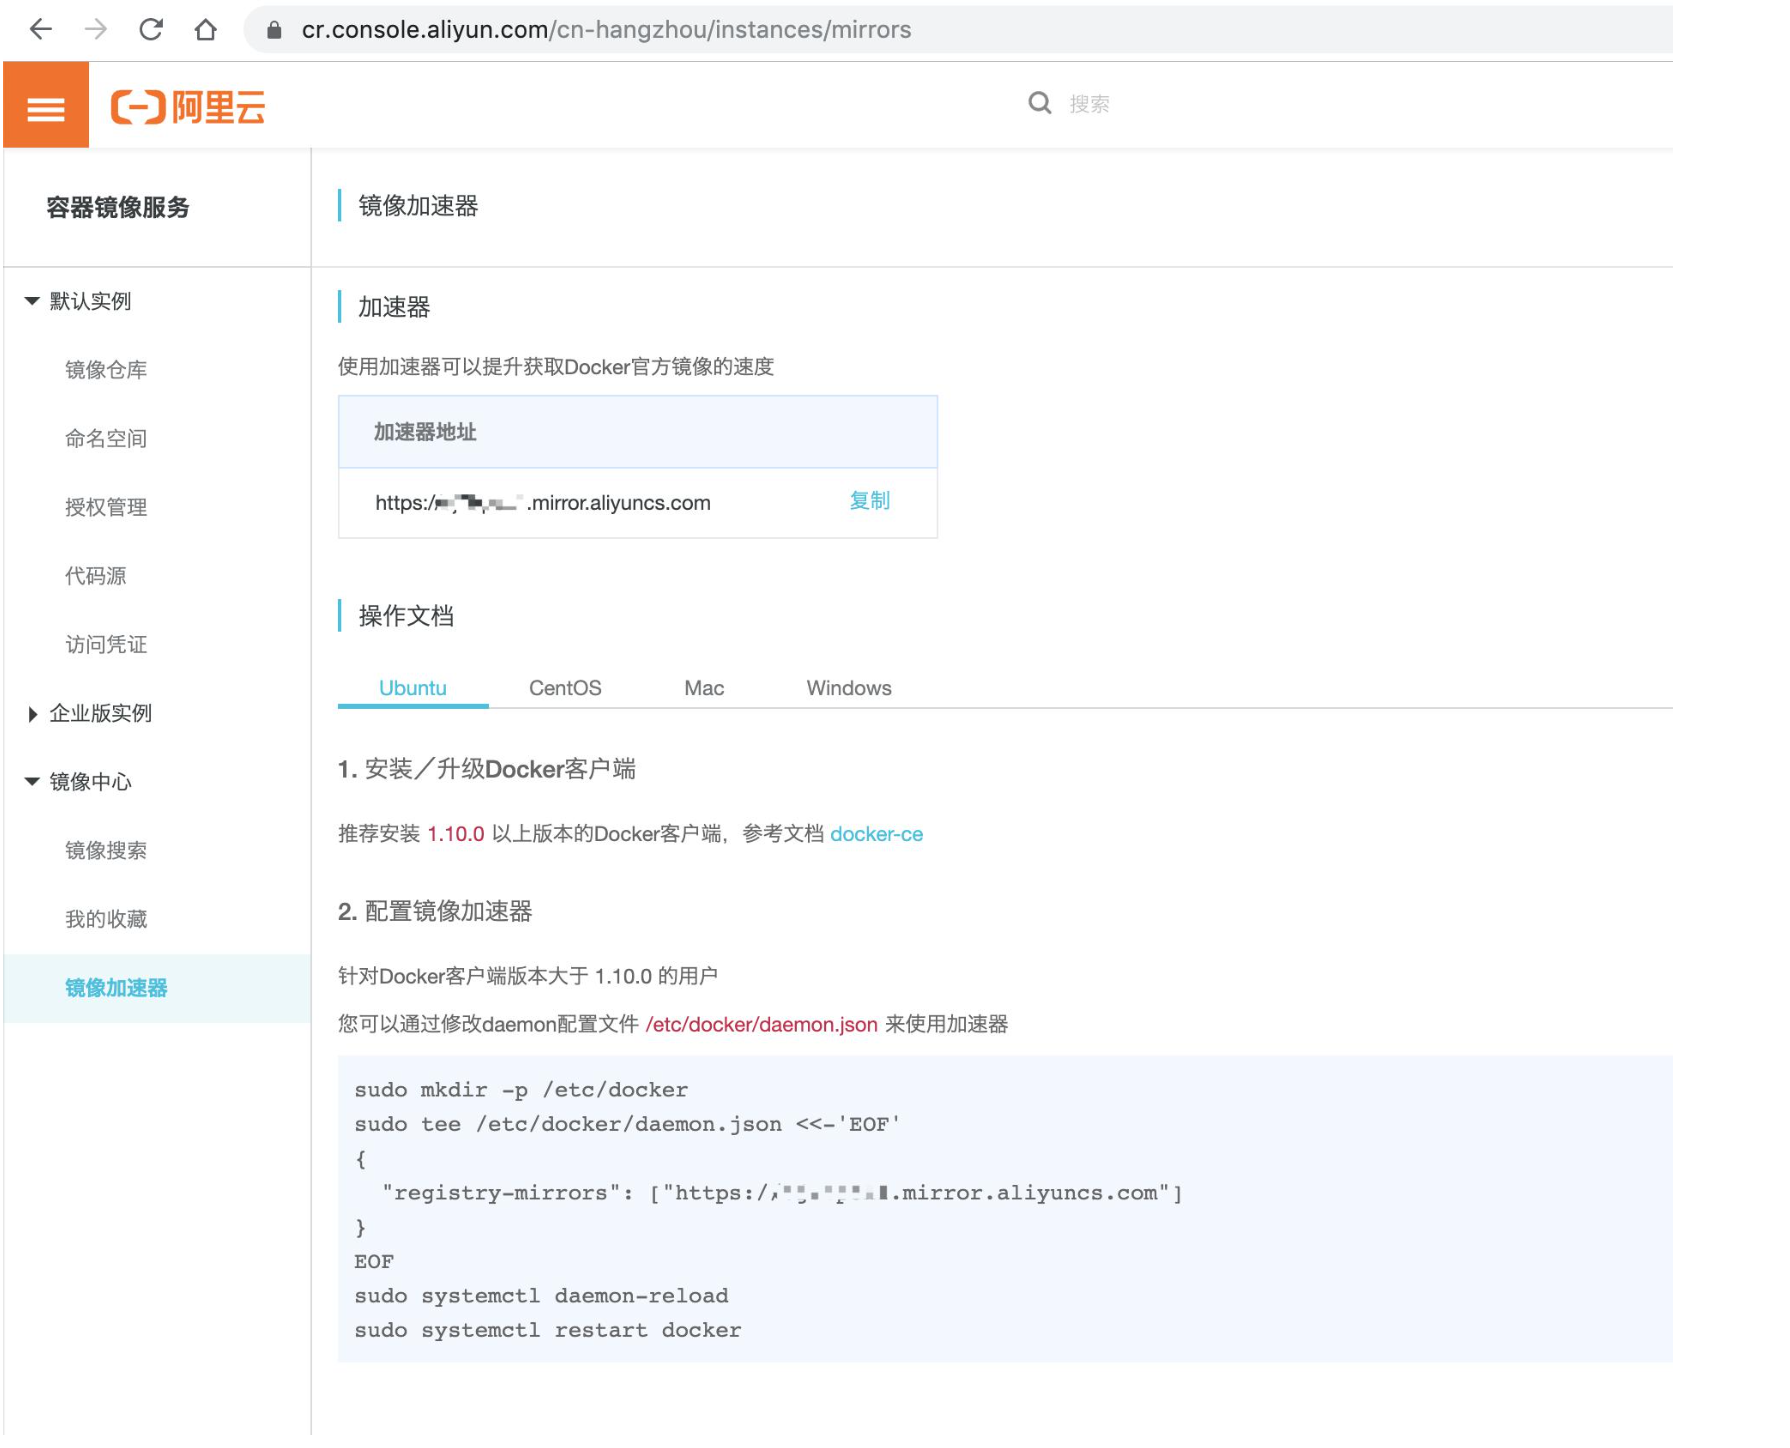 cr.console.aliyun.com/cn-hangzhou/instances/mirrors
阿里云
搜索
容器镜像服务
默认实例
镜像仓库
命名空间
授权管理
代码源
访问凭证
企业版实例
镜像中心
镜像搜索
我的收藏
镜像加速器
镜像加速器
加速器
使用加速器可以提升获取Docker官方镜像的速度
加速器地址
https:/ .mirror.aliyuncs.com 复制
操作文档
Ubuntu CentOS Mac Windows
1. 安装／升级Docker客户端
推荐安装 1.10.0 以上版本的Docker客户端，参考文档 docker-ce
2. 配置镜像加速器
针对Docker客户端版本大于 1.10.0 的用户
您可以通过修改daemon配置文件 /etc/docker/daemon.json 来使用加速器
sudo mkdir -p /etc/docker
sudo tee /etc/docker/daemon.json <<-'EOF'
{
"registry-mirrors": ["https:/ .mirror.aliyuncs.com"]
}
EOF
sudo systemctl daemon-reload
sudo systemctl restart docker